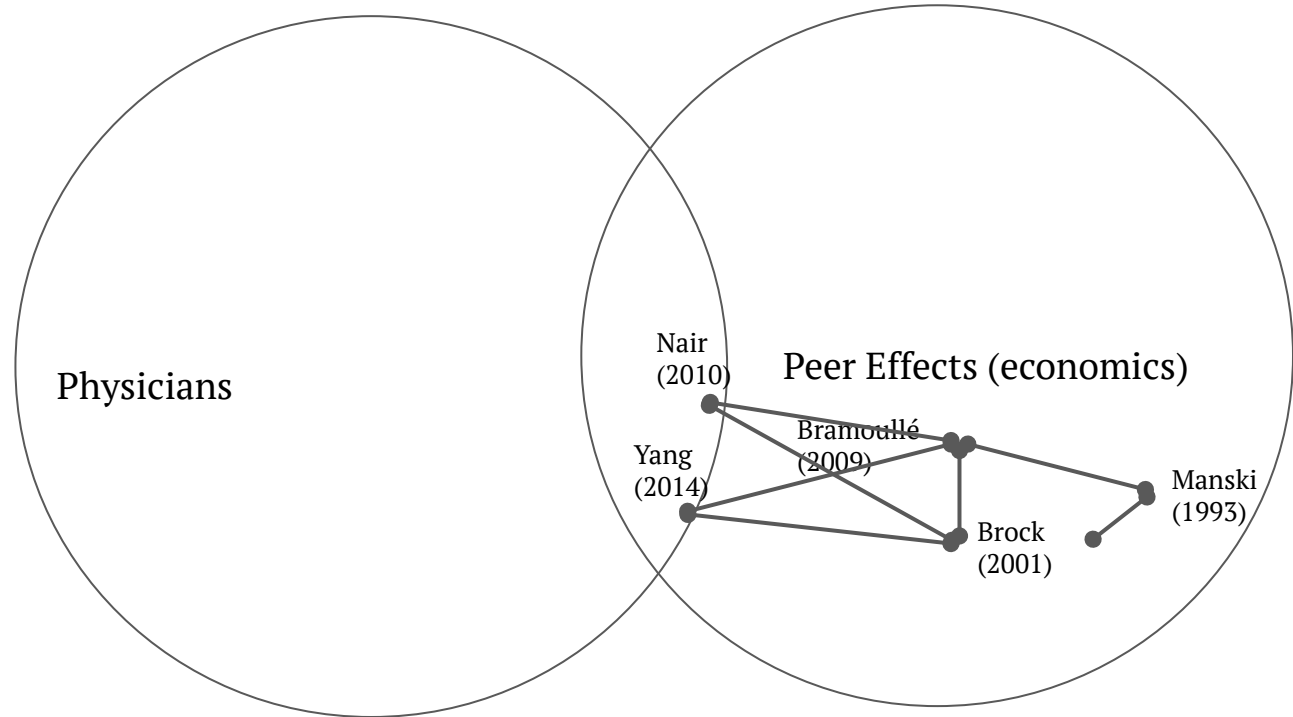 Physicians
Nair
(2010)
Yang
(2014)
Peer Effects (economics)
Bramoullé
(2009)
Brock
(2001)
Manski
(1993)